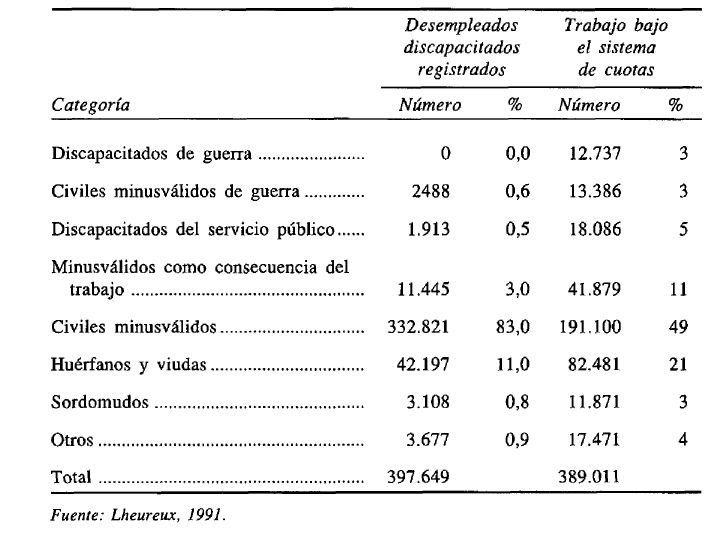 Desempleados Trabajo bajo
discapacitados el sistema
registrados de cuotas
Categoría Número % Número %
Discapacitados de guerra ....................... 0 0,0 12.737 3
Civiles minusválidos de guerra ............. 2488 0,6 13.386 3
Discapacitados del servicio público...... 1.913 0,5 18.086 5
Minusválidos como consecuencia del
trabajo ................................................ 11.445 3,0 41.879 11
Civiles minusválidos............................... 332.821 83,0 191.100 49
Huérfanos y viudas................................. 42.197 11,0 82.481 21
Sordomudos ............................................ 3.108 0,8 11.871 3
Otros........................................................ 3.677 0,9 17.471 4
Total ....................................................... 397.649 389.011
Fuente: Lheureux, 1991.